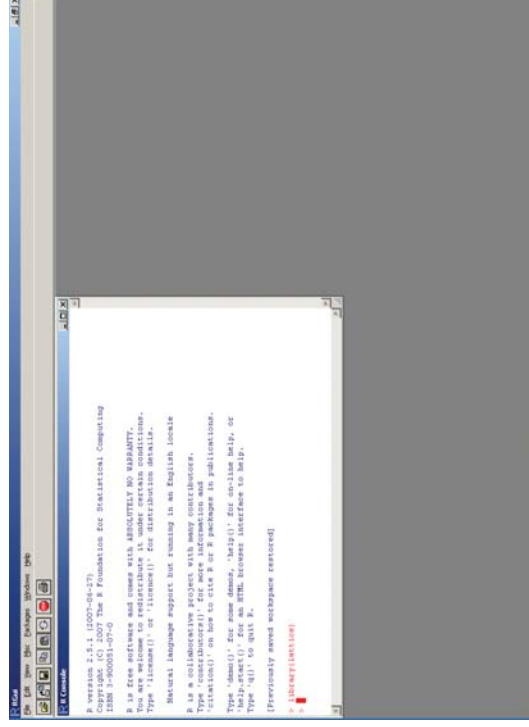 RGui
File Edit View Misc Packages Windows Help
R Console
R version 2.5.1 (2007-06-27)
Copyright (C) 2007 The R Foundation for Statistical Computing
ISBN 3-900051-07-0
R is free software and comes with ABSOLUTELY NO WARRANTY.
You are welcome to redistribute it under certain conditions.
Type 'license()' or 'licence()' for distribution details.
Natural language support but running in an English locale
R is a collaborative project with many contributors.
Type 'contributors()' for more information and
'citation()' on how to cite R or R packages in publications.
Type 'demo()' for some demos, 'help()' for on-line help, or
'help.start()' for an HTML browser interface to help.
Type 'q()' to quit R.
[Previously saved workspace restored]
> library(lattice)
>